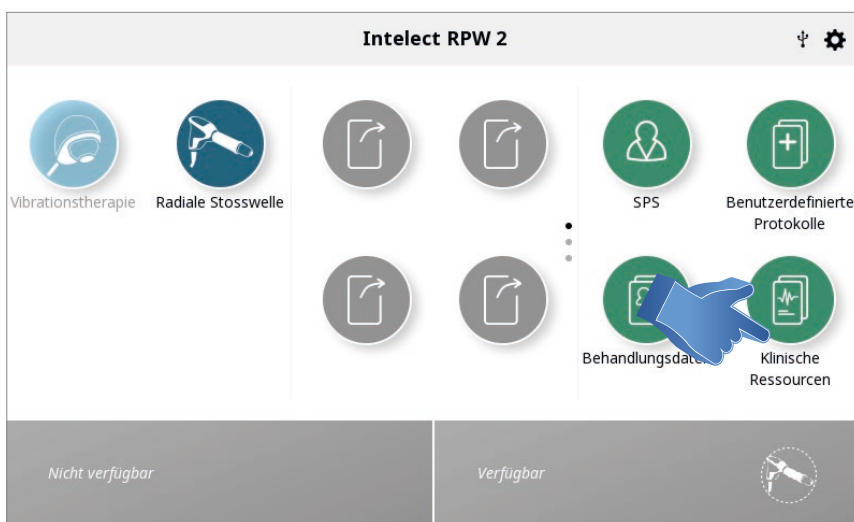 Intelect RPW 2
Vibrationstherapie
Radiale Stosswelle
SPS
Benutzerdefinierte
Protokolle
Klinische
Ressourcen
Nicht verfügbar
Verfügbar